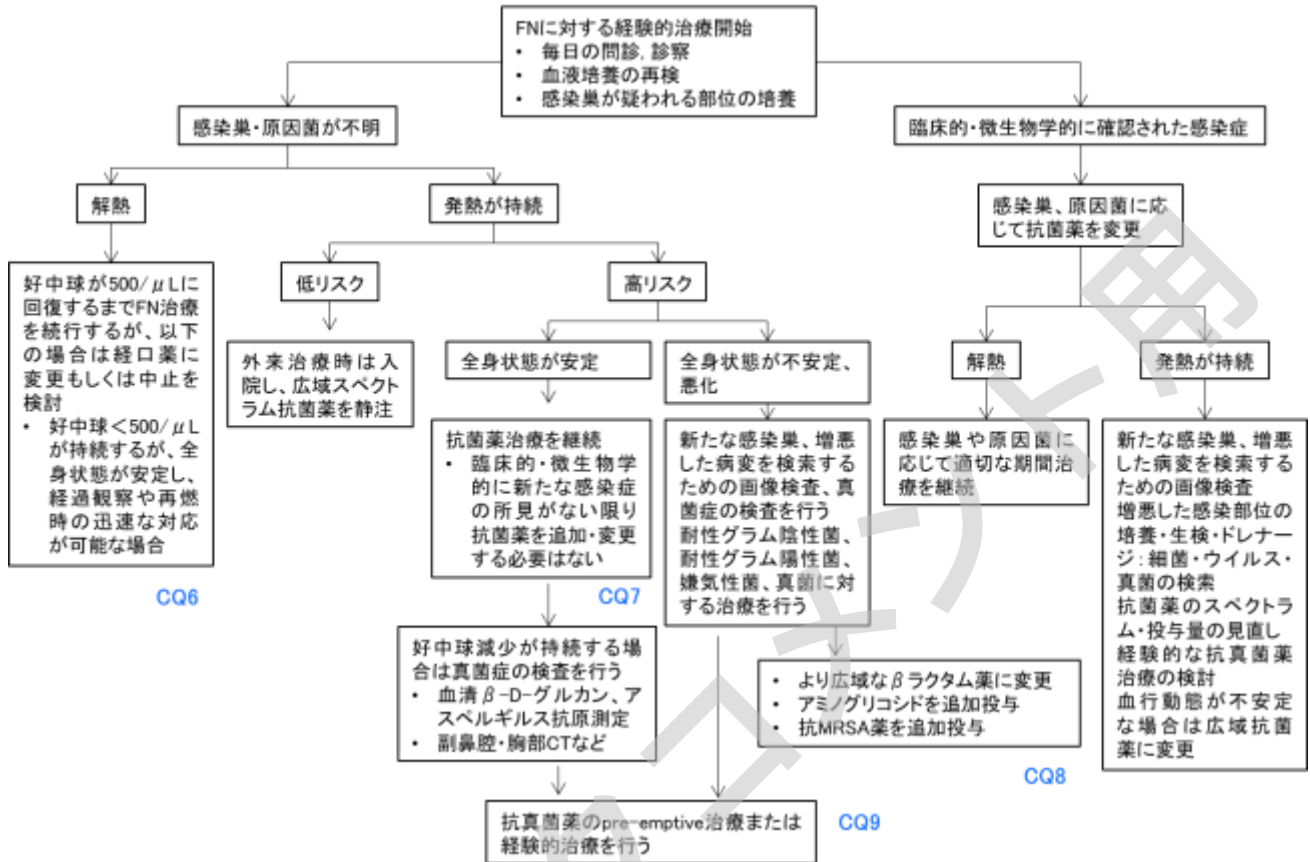 FNに対する経験的治療開始
• 毎日の問診, 診察
• 血液培養の再検
• 感染巣が疑われる部位の培養
感染巣・原因菌が不明
臨床的・微生物学的に確認された感染症
解熱
発熱が持続
感染巣、原因菌に応
じて抗菌薬を変更
好中球が500/μLに
回復するまでFN治療
を続行するが、以下
の場合は経口薬に
変更もしくは中止を
検討
• 好中球＜500/μL
が持続するが、全
身状態が安定し、
経過観察や再燃
時の迅速な対応
が可能な場合
CQ6
低リスク
高リスク
外来治療時は入
院し、広域スペクト
ラム抗菌薬を静注
全身状態が安定
全身状態が不安定、
悪化
解熱
発熱が持続
抗菌薬治療を継続
• 臨床的・微生物学
的に新たな感染症
の所見がない限り
抗菌薬を追加・変更
する必要はない
CQ7
新たな感染巣、増悪
した病変を検索する
ための画像検査、真
菌症の検査を行う
耐性グラム陰性菌、
耐性グラム陽性菌、
嫌気性菌、真菌に対
する治療を行う
感染巣や原因菌に
応じて適切な期間治
療を継続
新たな感染巣、増悪
した病変を検索する
ための画像検査
増悪した感染部位の
培養・生検・ドレナー
ジ：細菌・ウイルス・
真菌の検索
抗菌薬のスペクトラ
ム・投与量の見直し
経験的な抗真菌薬
治療の検討
血行動態が不安定
な場合は広域抗菌
薬に変更
好中球減少が持続する場
合は真菌症の検査を行う
• 血清β-D-グルカン、ア
スペルギルス抗原測定
• 副鼻腔・胸部CTなど
• より広域なβラクタム薬に変更
• アミノグリコシドを追加投与
• 抗MRSA薬を追加投与
CQ8
抗真菌薬のpre-emptive治療または
経験的治療を行う
CQ9
クコメント用